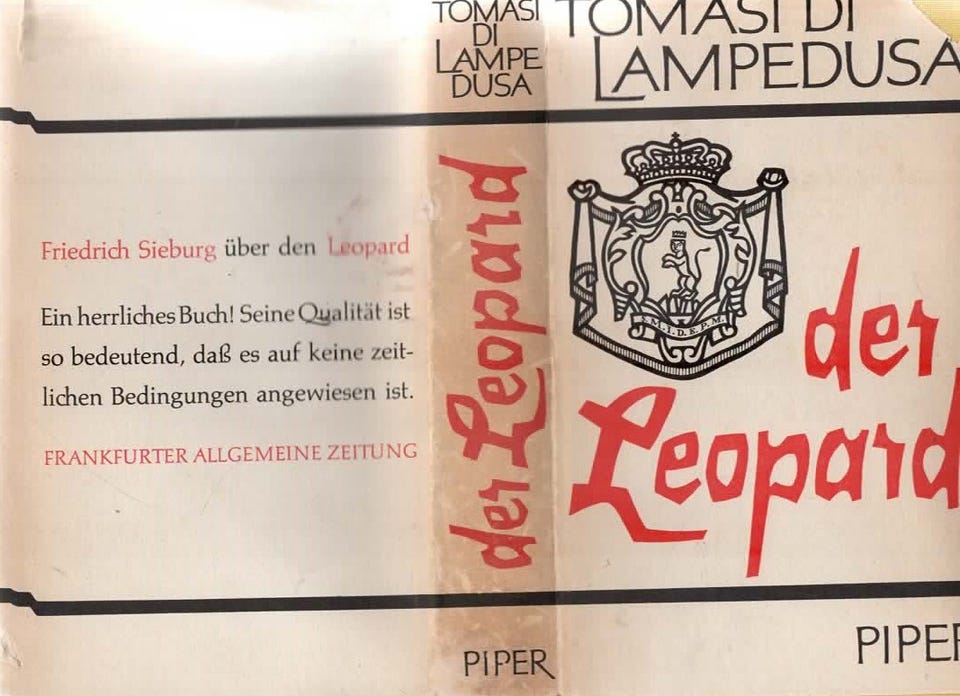 Friedrich Sieburg über den Leopard
Ein herrliches Buch! Seine Qualität ist
so bedeutend, daß es auf keine zeit-
lichen Bedingungen angewiesen ist.
FRANKFURTER ALLGEMEINE ZEITUNG
TOMASI
DI
LAMPE
DUSA
der Leopard
PIPER
TOMASI DI
LAMPEDUSA
S.M.I.D.E.P.M.
der
Leopard
PIPER